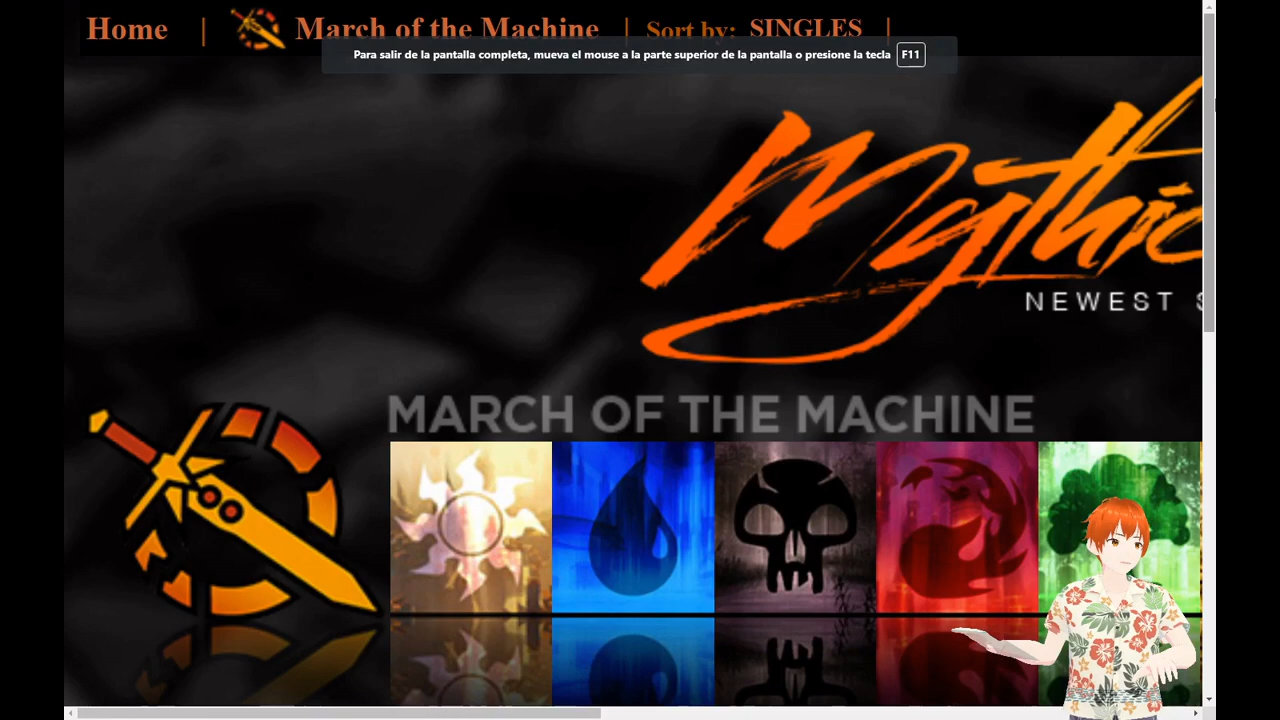 Home | March of the Machine | Sort by: SINGLES |
Para salir de la pantalla completa, mueva el mouse a la parte superior de la pantalla o presione la tecla F11
Mythic
NEWEST S
MARCH OF THE MACHINE